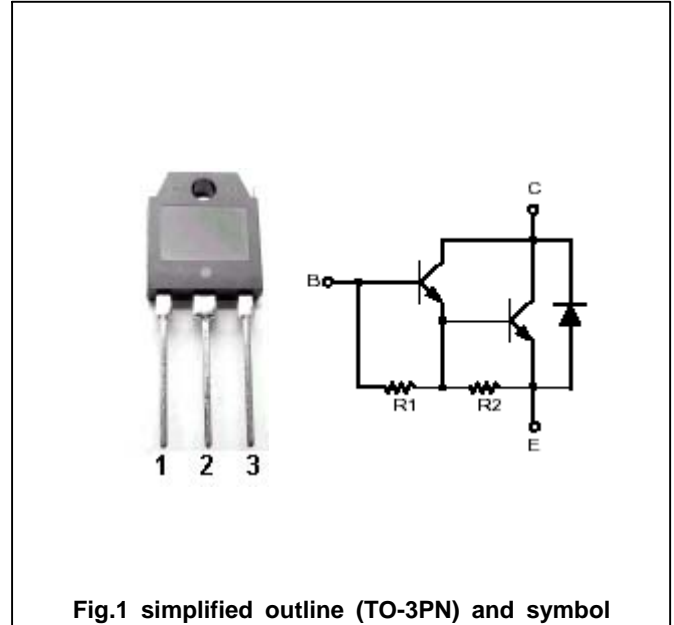 C
B
R1 R2
E
1 2 3
Fig.1 simplified outline (TO-3PN) and symbol